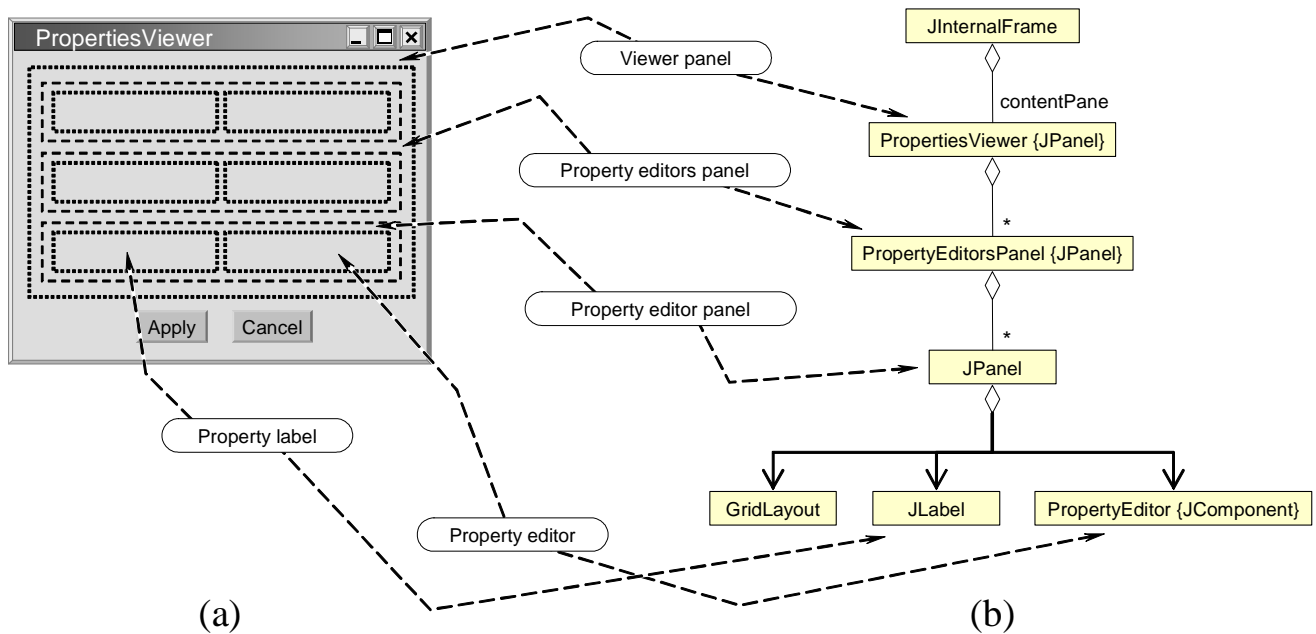 PropertiesViewer
Apply
Cancel
Viewer panel
Property editors panel
Property editor panel
Property label
Property editor
(a)
JInternalFrame
contentPane
PropertiesViewer {JPanel}
*
PropertyEditorsPanel {JPanel}
*
JPanel
GridLayout
JLabel
PropertyEditor {JComponent}
(b)